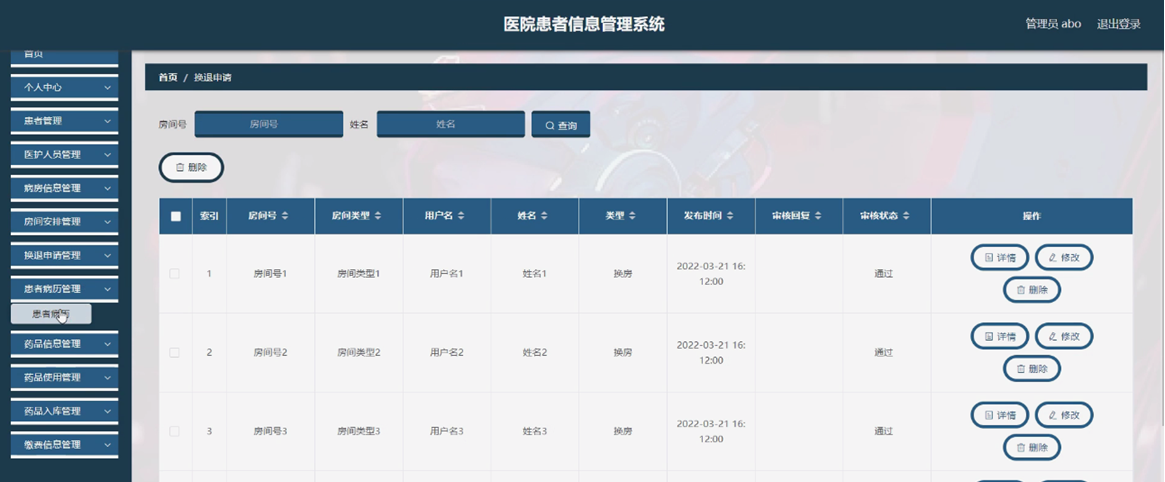 医院患者信息管理系统
管理员 abo 退出登录
首页
个人中心
患者管理
医护人员管理
病房信息管理
房间安排管理
换退申请管理
患者病历管理
患者病历
药品信息管理
药品使用管理
药品入库管理
缴费信息管理
首页 / 换退申请
房间号 房间号 姓名 姓名 查询
删除
索引 房间号 房间类型 用户名 姓名 类型 发布时间 审核回复 审核状态 操作
1 房间号1 房间类型1 用户名1 姓名1 换房 2022-03-21 16:12:00 通过 详情 修改 删除
2 房间号2 房间类型2 用户名2 姓名2 换房 2022-03-21 16:12:00 通过 详情 修改 删除
3 房间号3 房间类型3 用户名3 姓名3 换房 2022-03-21 16:12:00 通过 详情 修改 删除